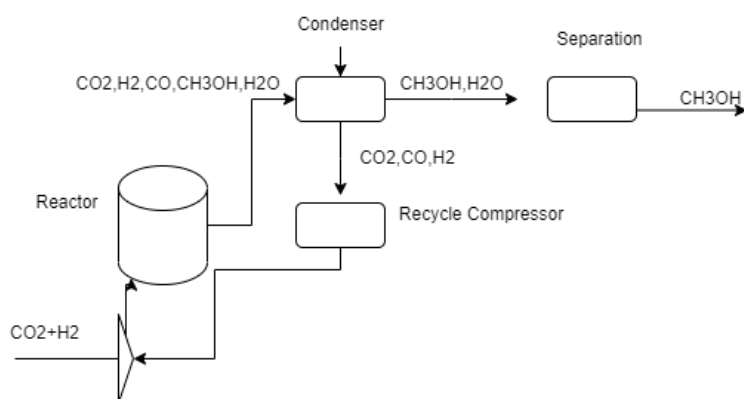 Condenser
Separation
CO2,H2,CO,CH3OH,H2O
CH3OH,H2O
CH3OH
CO2,CO,H2
Reactor
Recycle Compressor
CO2+H2